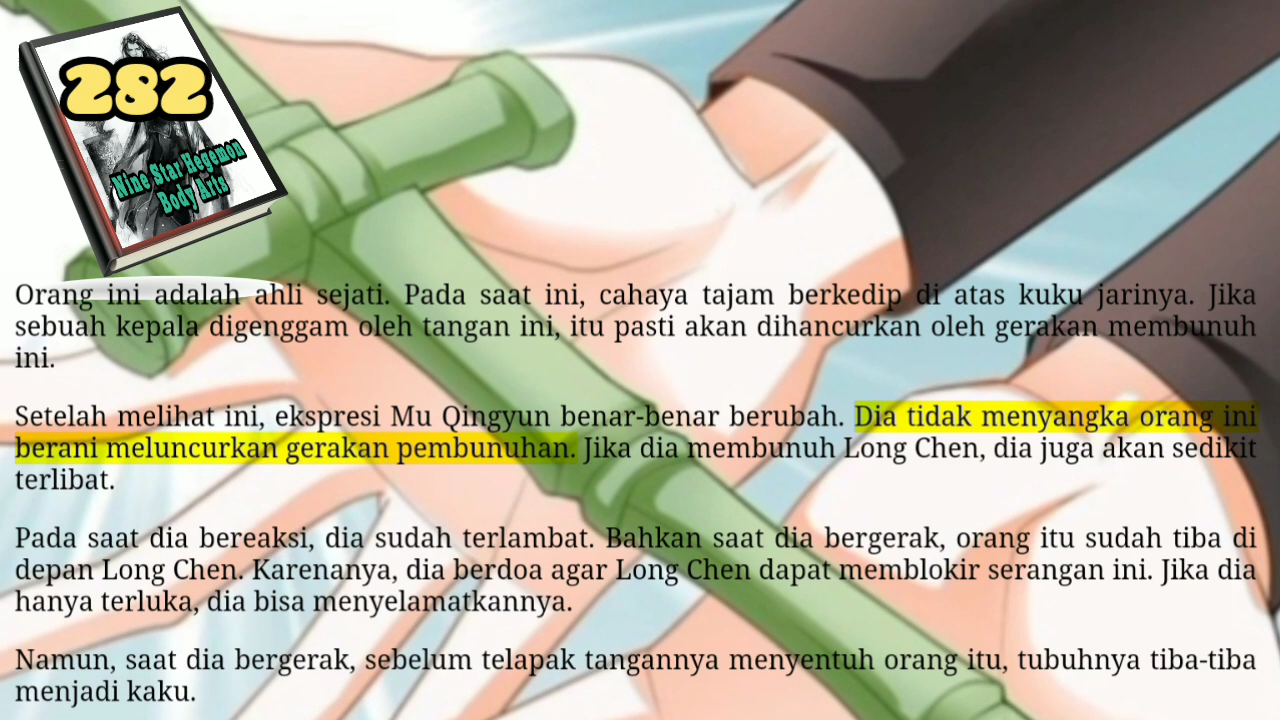 282
Nine Star Hegemon
Body Arts
Orang ini adalah ahli sejati. Pada saat ini, cahaya tajam berkedip di atas kuku jarinya. Jika
sebuah kepala digenggam oleh tangan ini, itu pasti akan dihancurkan oleh gerakan membunuh
ini.
Setelah melihat ini, ekspresi Mu Qingyun benar-benar berubah. Dia tidak menyangka orang ini
berani meluncurkan gerakan pembunuhan. Jika dia membunuh Long Chen, dia juga akan sedikit
terlibat.
Pada saat dia bereaksi, dia sudah terlambat. Bahkan saat dia bergerak, orang itu sudah tiba di
depan Long Chen. Karenanya, dia berdoa agar Long Chen dapat memblokir serangan ini. Jika dia
hanya terluka, dia bisa menyelamatkannya.
Namun, saat dia bergerak, sebelum telapak tangannya menyentuh orang itu, tubuhnya tiba-tiba
menjadi kaku.